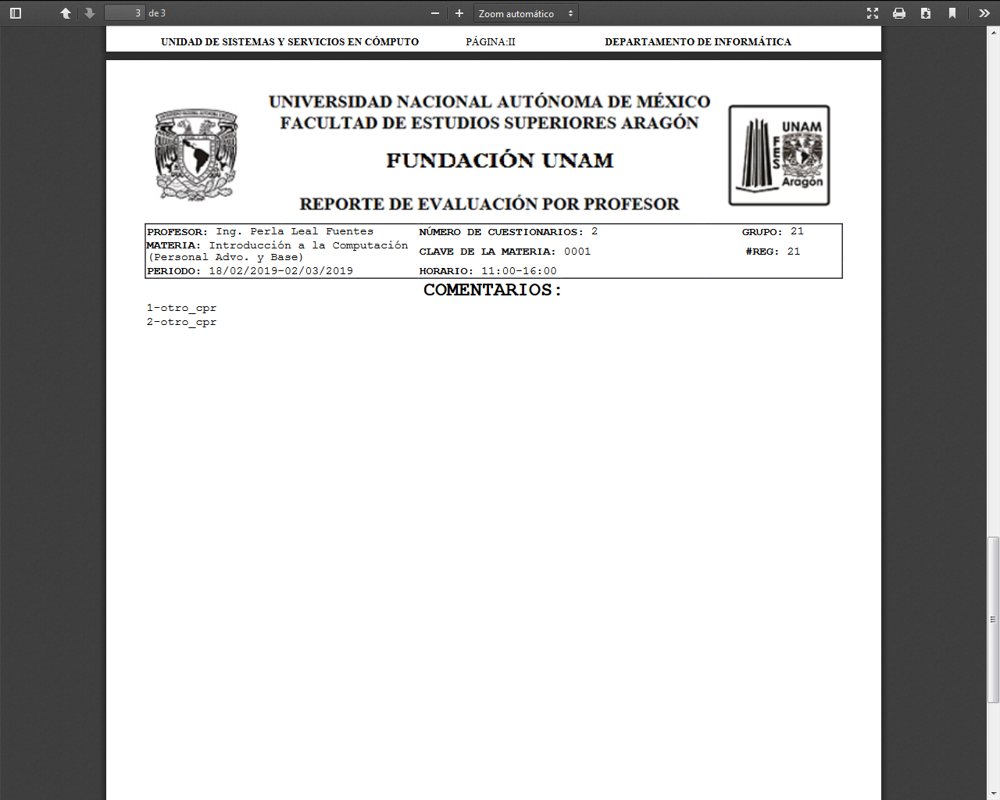 3 de 3 Zoom automático
UNIDAD DE SISTEMAS Y SERVICIOS EN CÓMPUTO PÁGINA:II DEPARTAMENTO DE INFORMÁTICA
UNIVERSIDAD NACIONAL AUTÓNOMA DE MÉXICO
FACULTAD DE ESTUDIOS SUPERIORES ARAGÓN
FUNDACIÓN UNAM
REPORTE DE EVALUACIÓN POR PROFESOR
UNAM
FES
Aragón
PROFESOR: Ing. Perla Leal Fuentes NÚMERO DE CUESTIONARIOS: 2 GRUPO: 21
MATERIA: Introducción a la Computación
(Personal Advo. y Base) CLAVE DE LA MATERIA: 0001 #REG: 21
PERIODO: 18/02/2019-02/03/2019 HORARIO: 11:00-16:00
COMENTARIOS:
1-otro_cpr
2-otro_cpr